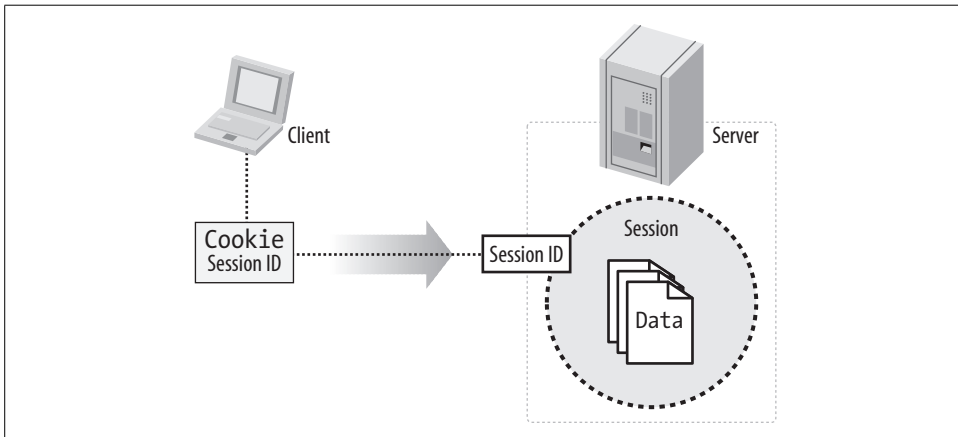 Client
Server
Cookie
Session ID
Session ID
Session
Data